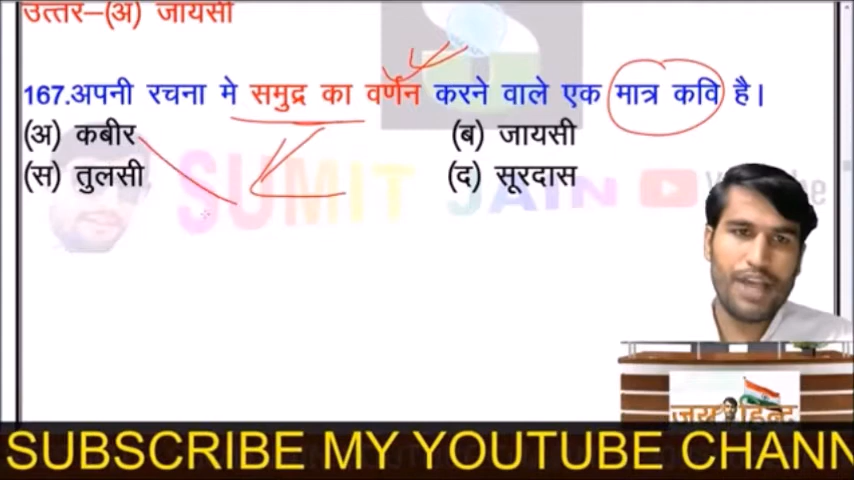 उत्तर–(अ) जायसी
167.अपनी रचना मे समुद्र का वर्णन करने वाले एक मात्र कवि है।
(अ) कबीर (ब) जायसी
(स) तुलसी (द) सूरदास
SUMIT JAIN
जय हिन्द
SUBSCRIBE MY YOUTUBE CHANN